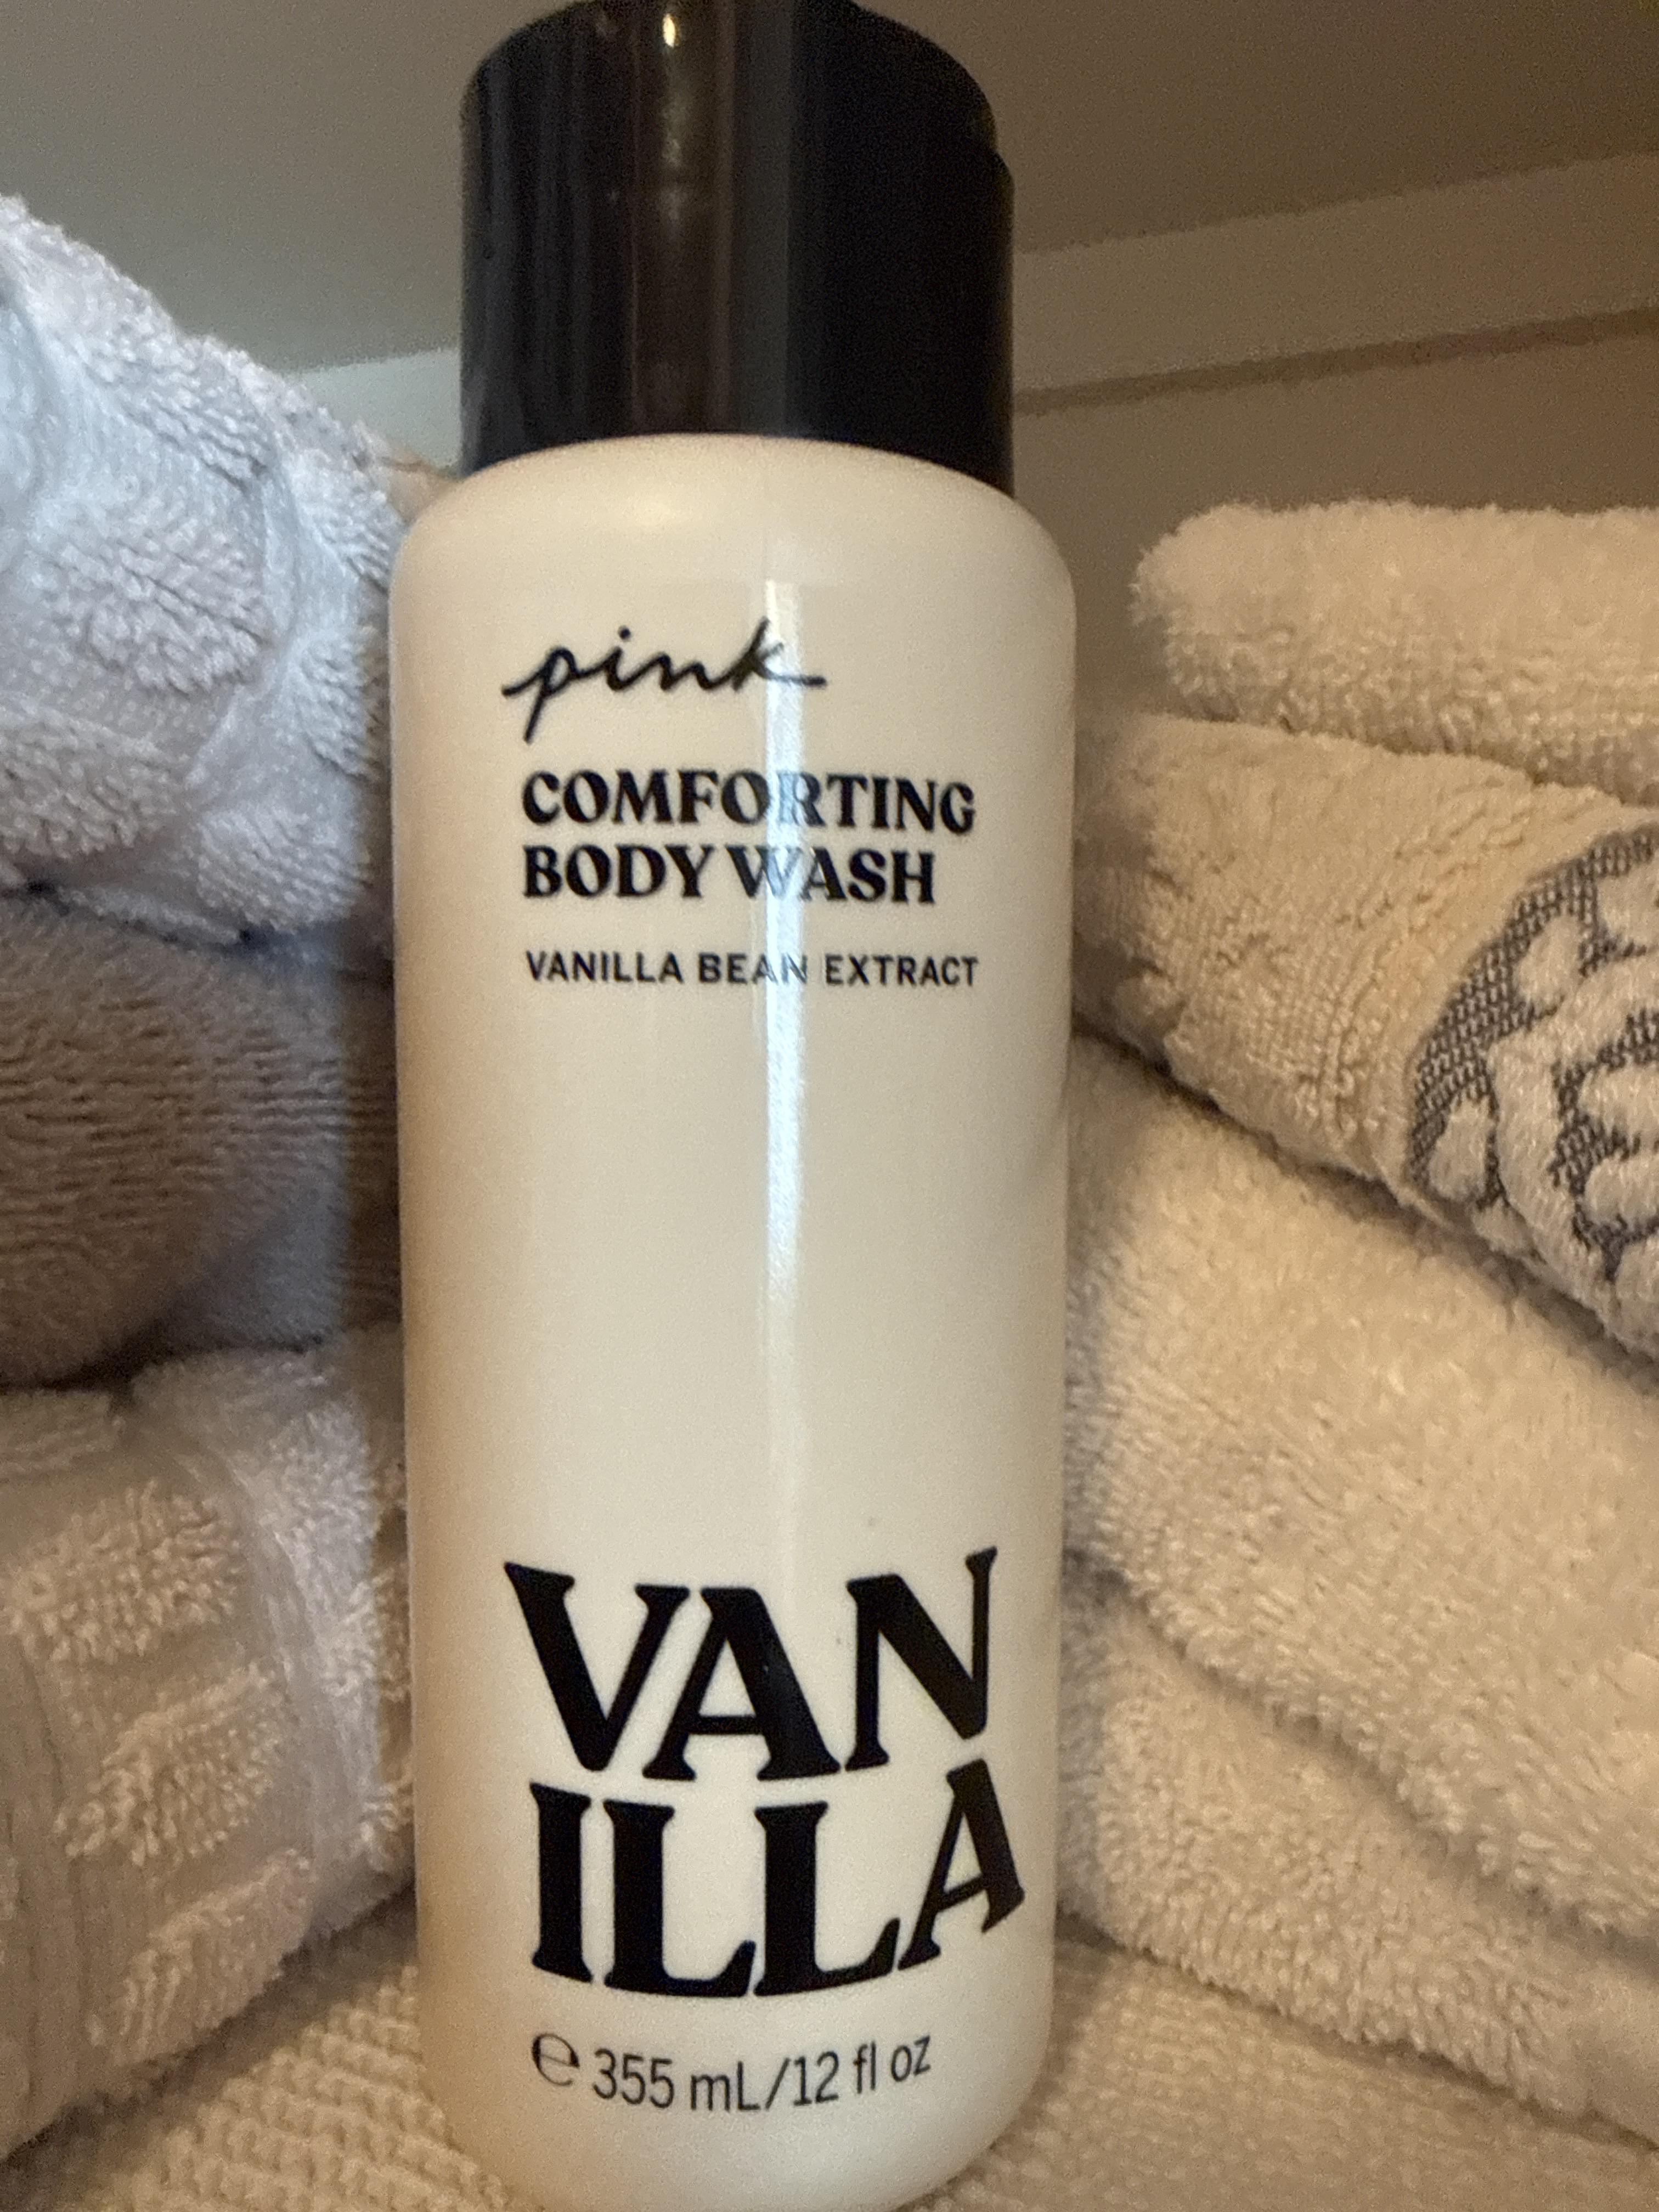 pink
COMFORTING
BODY WASH
VANILLA BEAN EXTRACT
VAN
ILLA
℮ 355 mL/12 fl oz